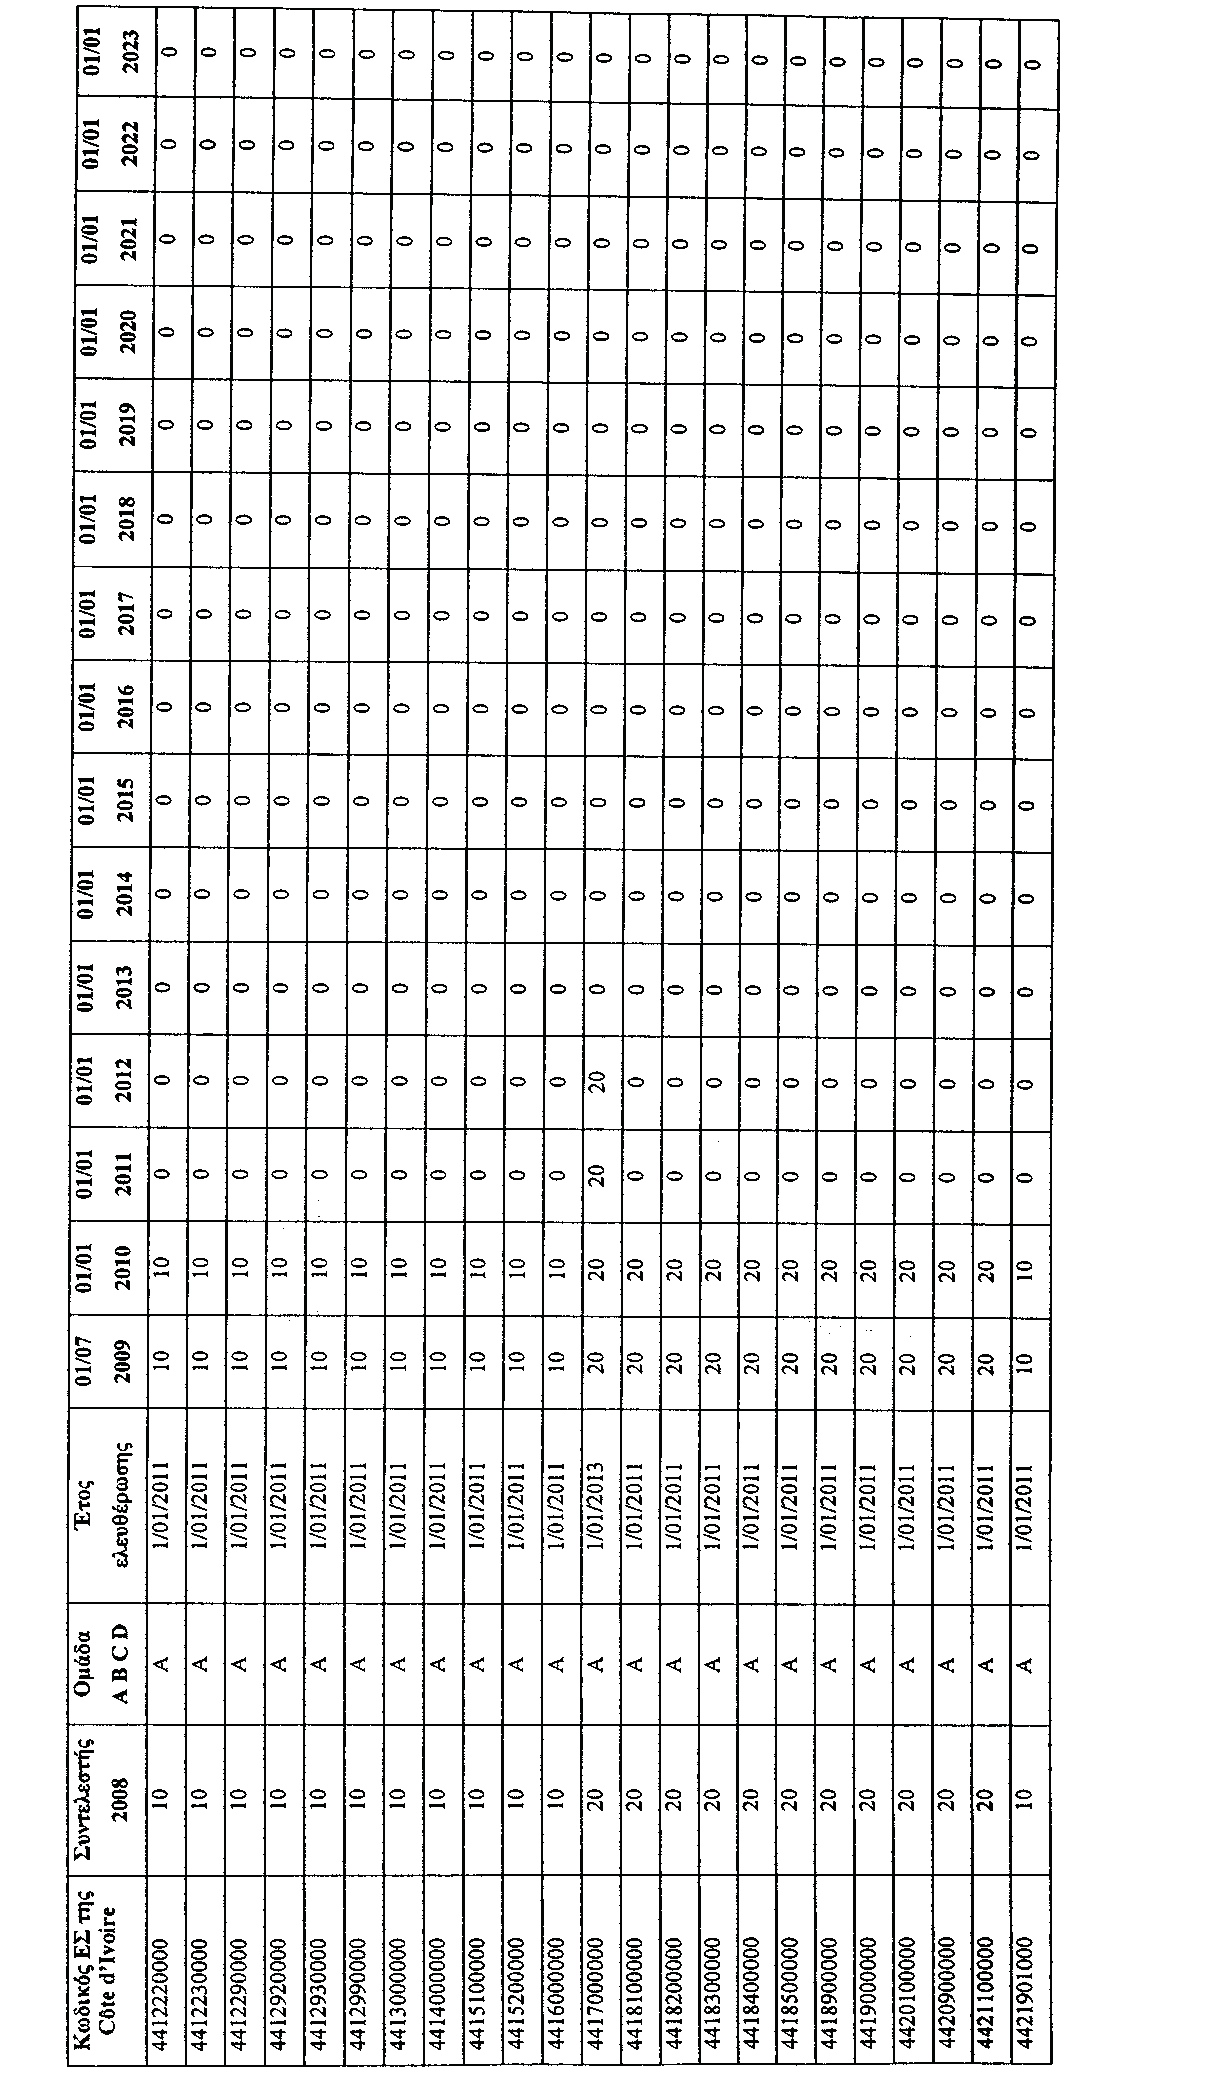 Κωδικός ΕΣ της Côte d'Ivoire Συντελεστής 2008 Ομάδα A B C D Έτος ελευθέρωσης 01/07 2009 01/01 2010 01/01 2011 01/01 2012 01/01 2013 01/01 2014 01/01 2015 01/01 2016 01/01 2017 01/01 2018 01/01 2019 01/01 2020 01/01 2021 01/01 2022 01/01 2023
4412220000 10 A 1/01/2011 10 10 0 0 0 0 0 0 0 0 0 0 0 0 0
4412230000 10 A 1/01/2011 10 10 0 0 0 0 0 0 0 0 0 0 0 0 0
4412290000 10 A 1/01/2011 10 10 0 0 0 0 0 0 0 0 0 0 0 0 0
4412920000 10 A 1/01/2011 10 10 0 0 0 0 0 0 0 0 0 0 0 0 0
4412930000 10 A 1/01/2011 10 10 0 0 0 0 0 0 0 0 0 0 0 0 0
4412990000 10 A 1/01/2011 10 10 0 0 0 0 0 0 0 0 0 0 0 0 0
4413000000 10 A 1/01/2011 10 10 0 0 0 0 0 0 0 0 0 0 0 0 0
4414000000 10 A 1/01/2011 10 10 0 0 0 0 0 0 0 0 0 0 0 0 0
4415100000 10 A 1/01/2011 10 10 0 0 0 0 0 0 0 0 0 0 0 0 0
4415200000 10 A 1/01/2011 10 10 0 0 0 0 0 0 0 0 0 0 0 0 0
4416000000 10 A 1/01/2011 10 10 0 0 0 0 0 0 0 0 0 0 0 0 0
4417000000 20 A 1/01/2013 20 20 20 20 0 0 0 0 0 0 0 0 0 0 0
4418100000 20 A 1/01/2011 20 20 0 0 0 0 0 0 0 0 0 0 0 0 0
4418200000 20 A 1/01/2011 20 20 0 0 0 0 0 0 0 0 0 0 0 0 0
4418300000 20 A 1/01/2011 20 20 0 0 0 0 0 0 0 0 0 0 0 0 0
4418400000 20 A 1/01/2011 20 20 0 0 0 0 0 0 0 0 0 0 0 0 0
4418500000 20 A 1/01/2011 20 20 0 0 0 0 0 0 0 0 0 0 0 0 0
4418900000 20 A 1/01/2011 20 20 0 0 0 0 0 0 0 0 0 0 0 0 0
4419000000 20 A 1/01/2011 20 20 0 0 0 0 0 0 0 0 0 0 0 0 0
4420100000 20 A 1/01/2011 20 20 0 0 0 0 0 0 0 0 0 0 0 0 0
4420900000 20 A 1/01/2011 20 20 0 0 0 0 0 0 0 0 0 0 0 0 0
4421100000 20 A 1/01/2011 20 20 0 0 0 0 0 0 0 0 0 0 0 0 0
4421901000 10 A 1/01/2011 10 10 0 0 0 0 0 0 0 0 0 0 0 0 0